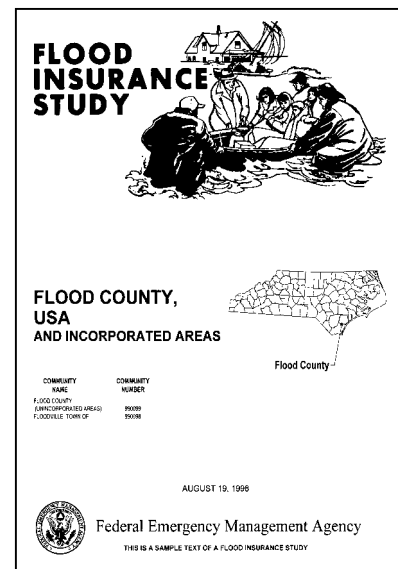 FLOOD
INSURANCE
STUDY
FLOOD COUNTY,
USA
AND INCORPORATED AREAS
Flood County
COMMUNITY NAME COMMUNITY NUMBER
FLOOD COUNTY
(UNINCORPORATED AREAS) 990099
FLOODVILLE TOWN OF 990098
AUGUST 19, 1996
Federal Emergency Management Agency
THIS IS A SAMPLE TEXT OF A FLOOD INSURANCE STUDY